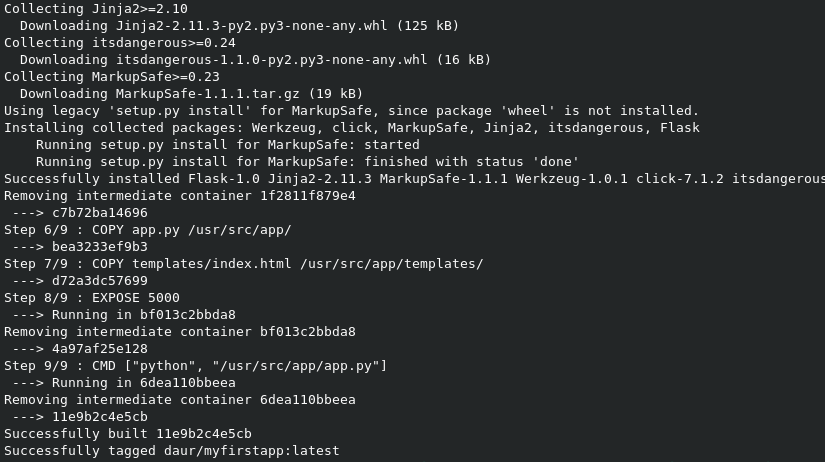 Collecting Jinja2>=2.10
  Downloading Jinja2-2.11.3-py2.py3-none-any.whl (125 kB)
Collecting itsdangerous>=0.24
  Downloading itsdangerous-1.1.0-py2.py3-none-any.whl (16 kB)
Collecting MarkupSafe>=0.23
  Downloading MarkupSafe-1.1.1.tar.gz (19 kB)
Using legacy 'setup.py install' for MarkupSafe, since package 'wheel' is not installed.
Installing collected packages: Werkzeug, click, MarkupSafe, Jinja2, itsdangerous, Flask
    Running setup.py install for MarkupSafe: started
    Running setup.py install for MarkupSafe: finished with status 'done'
Successfully installed Flask-1.0 Jinja2-2.11.3 MarkupSafe-1.1.1 Werkzeug-1.0.1 click-7.1.2 itsdangerous
Removing intermediate container 1f2811f879e4
 ---> c7b72ba14696
Step 6/9 : COPY app.py /usr/src/app/
 ---> bea3233ef9b3
Step 7/9 : COPY templates/index.html /usr/src/app/templates/
 ---> d72a3dc57699
Step 8/9 : EXPOSE 5000
 ---> Running in bf013c2bbda8
Removing intermediate container bf013c2bbda8
 ---> 4a97af25e128
Step 9/9 : CMD ["python", "/usr/src/app/app.py"]
 ---> Running in 6dea110bbeea
Removing intermediate container 6dea110bbeea
 ---> 11e9b2c4e5cb
Successfully built 11e9b2c4e5cb
Successfully tagged daur/myfirstapp:latest